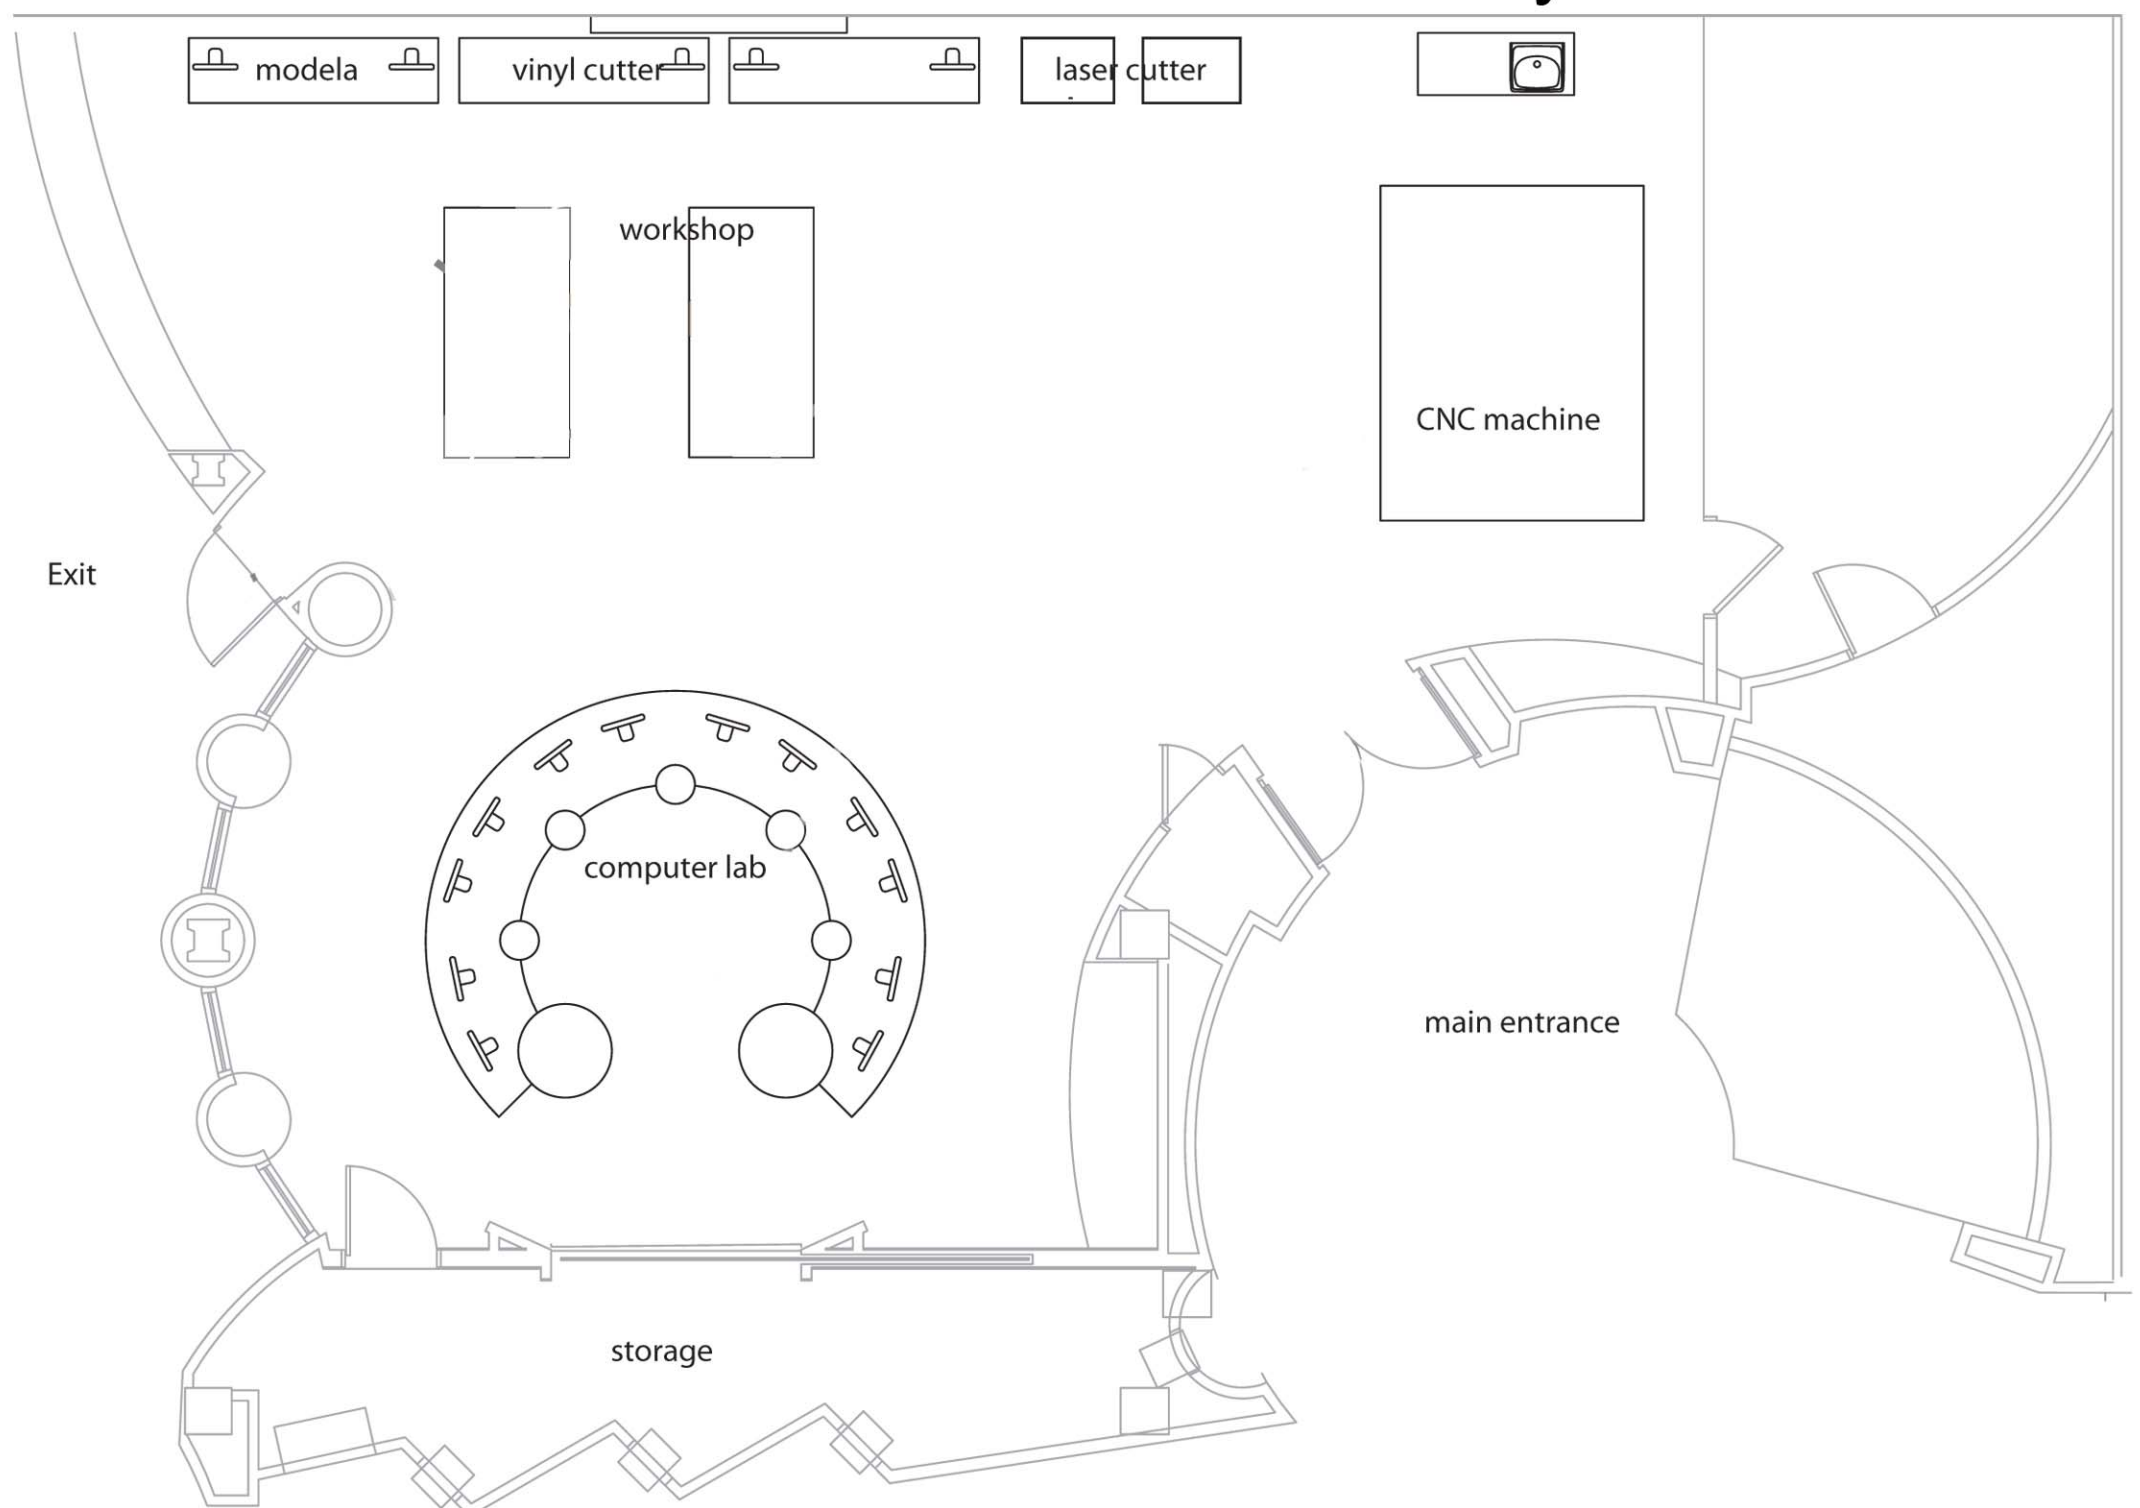 modela
vinyl cutter
laser cutter
workshop
CNC machine
Exit
computer lab
main entrance
storage